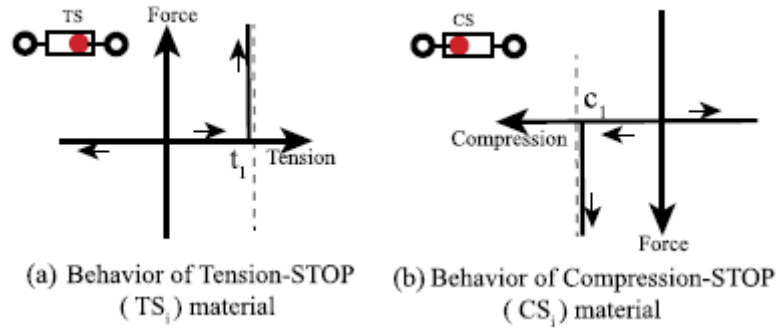 TS
Force
t₁
Tension
(a) Behavior of Tension-STOP
( TSᵢ ) material
CS
c₁
Compression
Force
(b) Behavior of Compression-STOP
( CSᵢ ) material